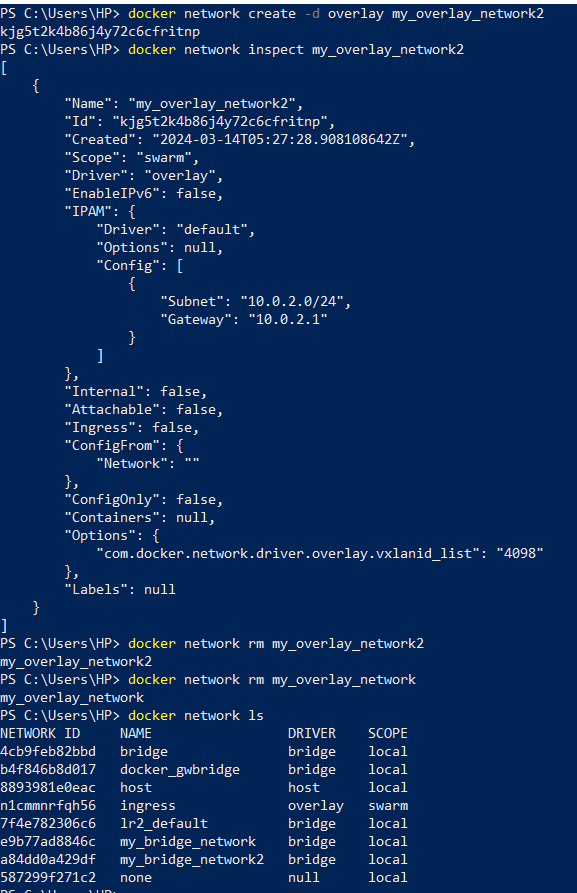 PS C:\Users\HP> docker network create -d overlay my_overlay_network2
kjg5t2k4b86j4y72c6cfritnp
PS C:\Users\HP> docker network inspect my_overlay_network2
[
    {
        "Name": "my_overlay_network2",
        "Id": "kjg5t2k4b86j4y72c6cfritnp",
        "Created": "2024-03-14T05:27:28.908108642Z",
        "Scope": "swarm",
        "Driver": "overlay",
        "EnableIPv6": false,
        "IPAM": {
            "Driver": "default",
            "Options": null,
            "Config": [
                {
                    "Subnet": "10.0.2.0/24",
                    "Gateway": "10.0.2.1"
                }
            ]
        },
        "Internal": false,
        "Attachable": false,
        "Ingress": false,
        "ConfigFrom": {
            "Network": ""
        },
        "ConfigOnly": false,
        "Containers": null,
        "Options": {
            "com.docker.network.driver.overlay.vxlanid_list": "4098"
        },
        "Labels": null
    }
]
PS C:\Users\HP> docker network rm my_overlay_network2
my_overlay_network2
PS C:\Users\HP> docker network rm my_overlay_network
my_overlay_network
PS C:\Users\HP> docker network ls
NETWORK ID     NAME                 DRIVER    SCOPE
4cb9feb82bbd   bridge               bridge    local
b4f846b8d017   docker_gwbridge      bridge    local
8893981e0eac   host                 host      local
n1cmmnrfqh56   ingress              overlay   swarm
7f4e782306c6   lr2_default          bridge    local
e9b77ad8846c   my_bridge_network    bridge    local
a84dd0a429df   my_bridge_network2   bridge    local
587299f271c2   none                 null      local
PS C:\Users\HP>